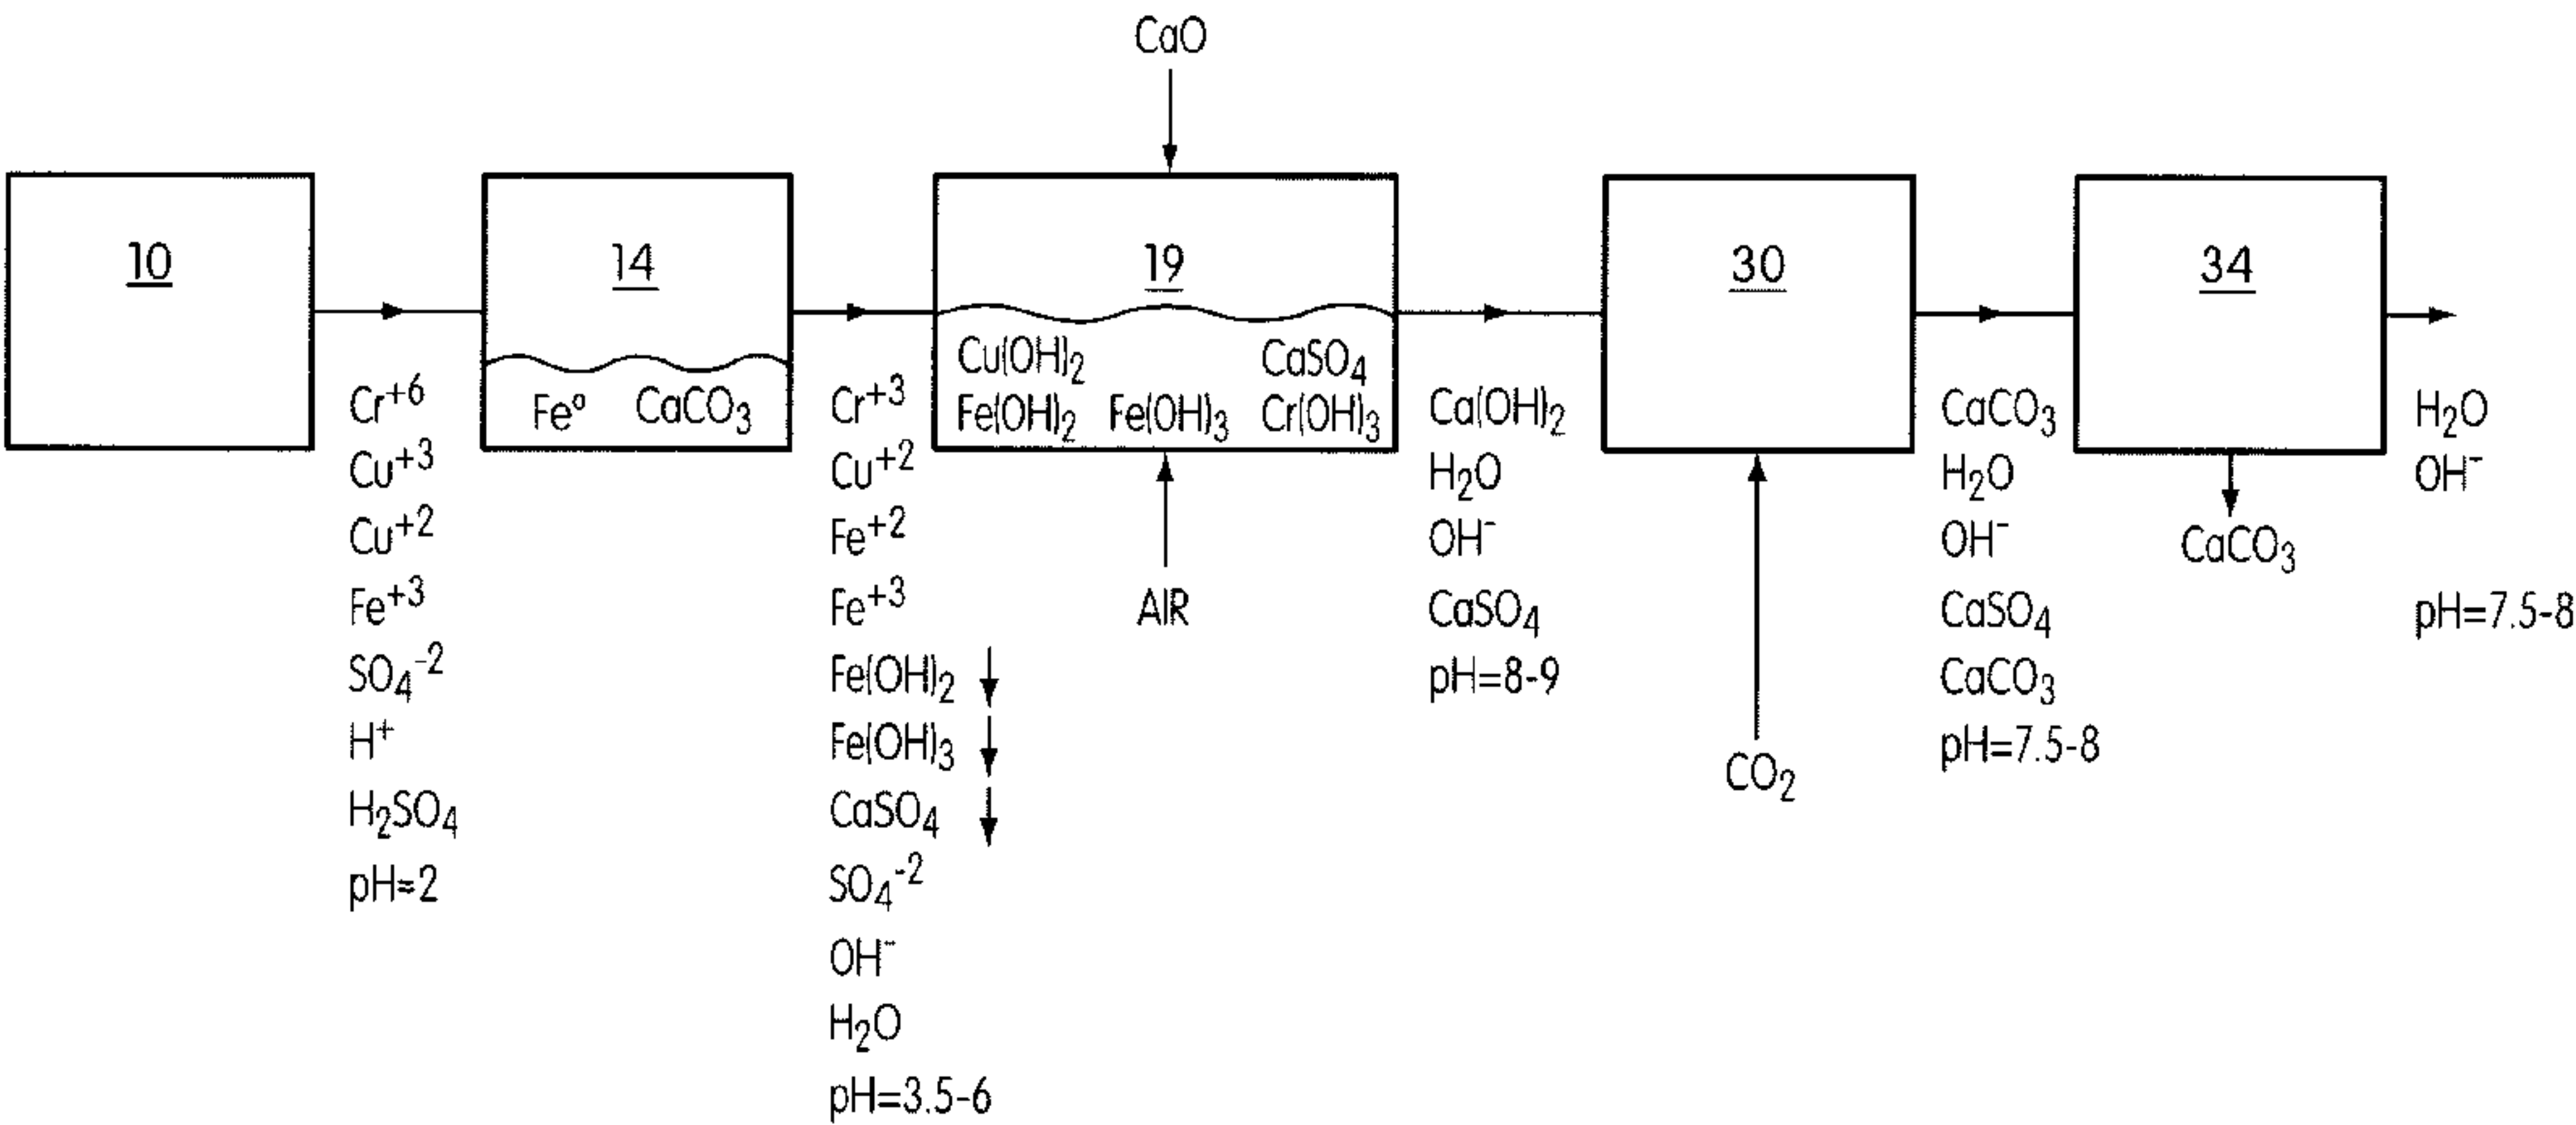 CaO
10
14
19
30
34
Fe⁰ CaCO₃
Cu(OH)₂ CaSO₄
Fe(OH)₂ Fe(OH)₃ Cr(OH)₃
Cr⁺⁶
Cu⁺³
Cu⁺²
Fe⁺³
SO₄⁻²
H⁺
H₂SO₄
pH=2
Cr⁺³
Cu⁺²
Fe⁺²
Fe⁺³
Fe(OH)₂ ↓
Fe(OH)₃ ↓
CaSO₄ ↓
SO₄⁻²
OH⁻
H₂O
pH=3.5-6
AIR
Ca(OH)₂
H₂O
OH⁻
CaSO₄
pH=8-9
CO₂
CaCO₃
H₂O
OH⁻
CaSO₄
CaCO₃
pH=7.5-8
CaCO₃
H₂O
OH⁻
pH=7.5-8